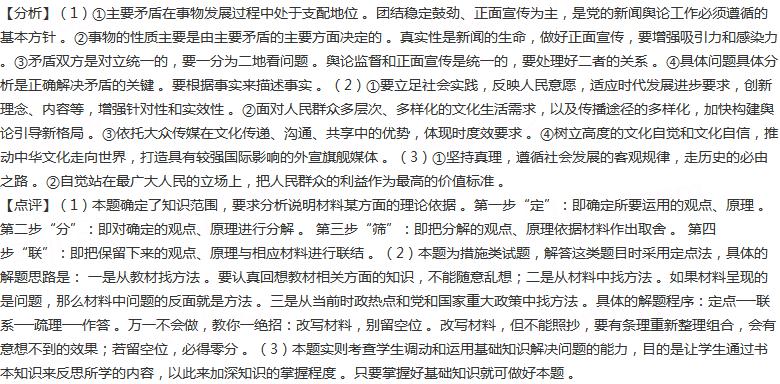 【分析】（1）①主要矛盾在事物发展过程中处于支配地位 。团结稳定鼓劲、正面宣传为主，是党的新闻舆论工作必须遵循的
基本方针 。②事物的性质主要是由主要矛盾的主要方面决定的 。真实性是新闻的生命，做好正面宣传，要增强吸引力和感染力
。③矛盾双方是对立统一的，要一分为二地看问题 。舆论监督和正面宣传是统一的，要处理好二者的关系 。④具体问题具体分
析是正确解决矛盾的关键 。要根据事实来描述事实 。（2）①要立足社会实践，反映人民意愿，适应时代发展进步要求，创新
理念、内容等，增强针对性和实效性 。②面对人民群众多层次、多样化的文化生活需求，以及传播途径的多样化，加快构建舆
论引导新格局 。③依托大众传媒在文化传递、沟通、共享中的优势，体现时度效要求 。④树立高度的文化自觉和文化自信，推
动中华文化走向世界，打造具有较强国际影响的外宣旗舰媒体 。（3）①坚持真理，遵循社会发展的客观规律，走历史的必由
之路 。②自觉站在最广大人民的立场上，把人民群众的利益作为最高的价值标准 。
【点评】（1）本题确定了知识范围，要求分析说明材料某方面的理论依据 。第一步“定”：即确定所要运用的观点、原理 。
第二步“分”：即对确定的观点、原理进行分解 。 第三步“筛”：即把分解的观点、原理依据材料作出取舍 。 第四
步“联”：即把保留下来的观点、原理与相应材料进行联结 。（2）本题为措施类试题，解答这类题目时采用定点法，具体的
解题思路是： 一是从教材找方法 。要认真回想教材相关方面的知识，不能随意乱想；二是从材料中找方法 。如果材料呈现的
是问题，那么材料中问题的反面就是方法 。三是从当前时政热点和党和国家重大政策中找方法 。具体的解题程序：定点──联
系──疏理──作答 。万一不会做，教你一绝招：改写材料，别留空位 。改写材料，但不能照抄，要有条理重新整理组合，会有
意想不到的效果；若留空位，必得零分 。（3）本题实则考查学生调动和运用基础知识解决问题的能力，目的是让学生通过书
本知识来反思所学的内容，以此来加深知识的掌握程度 。只要掌握好基础知识就可做好本题 。